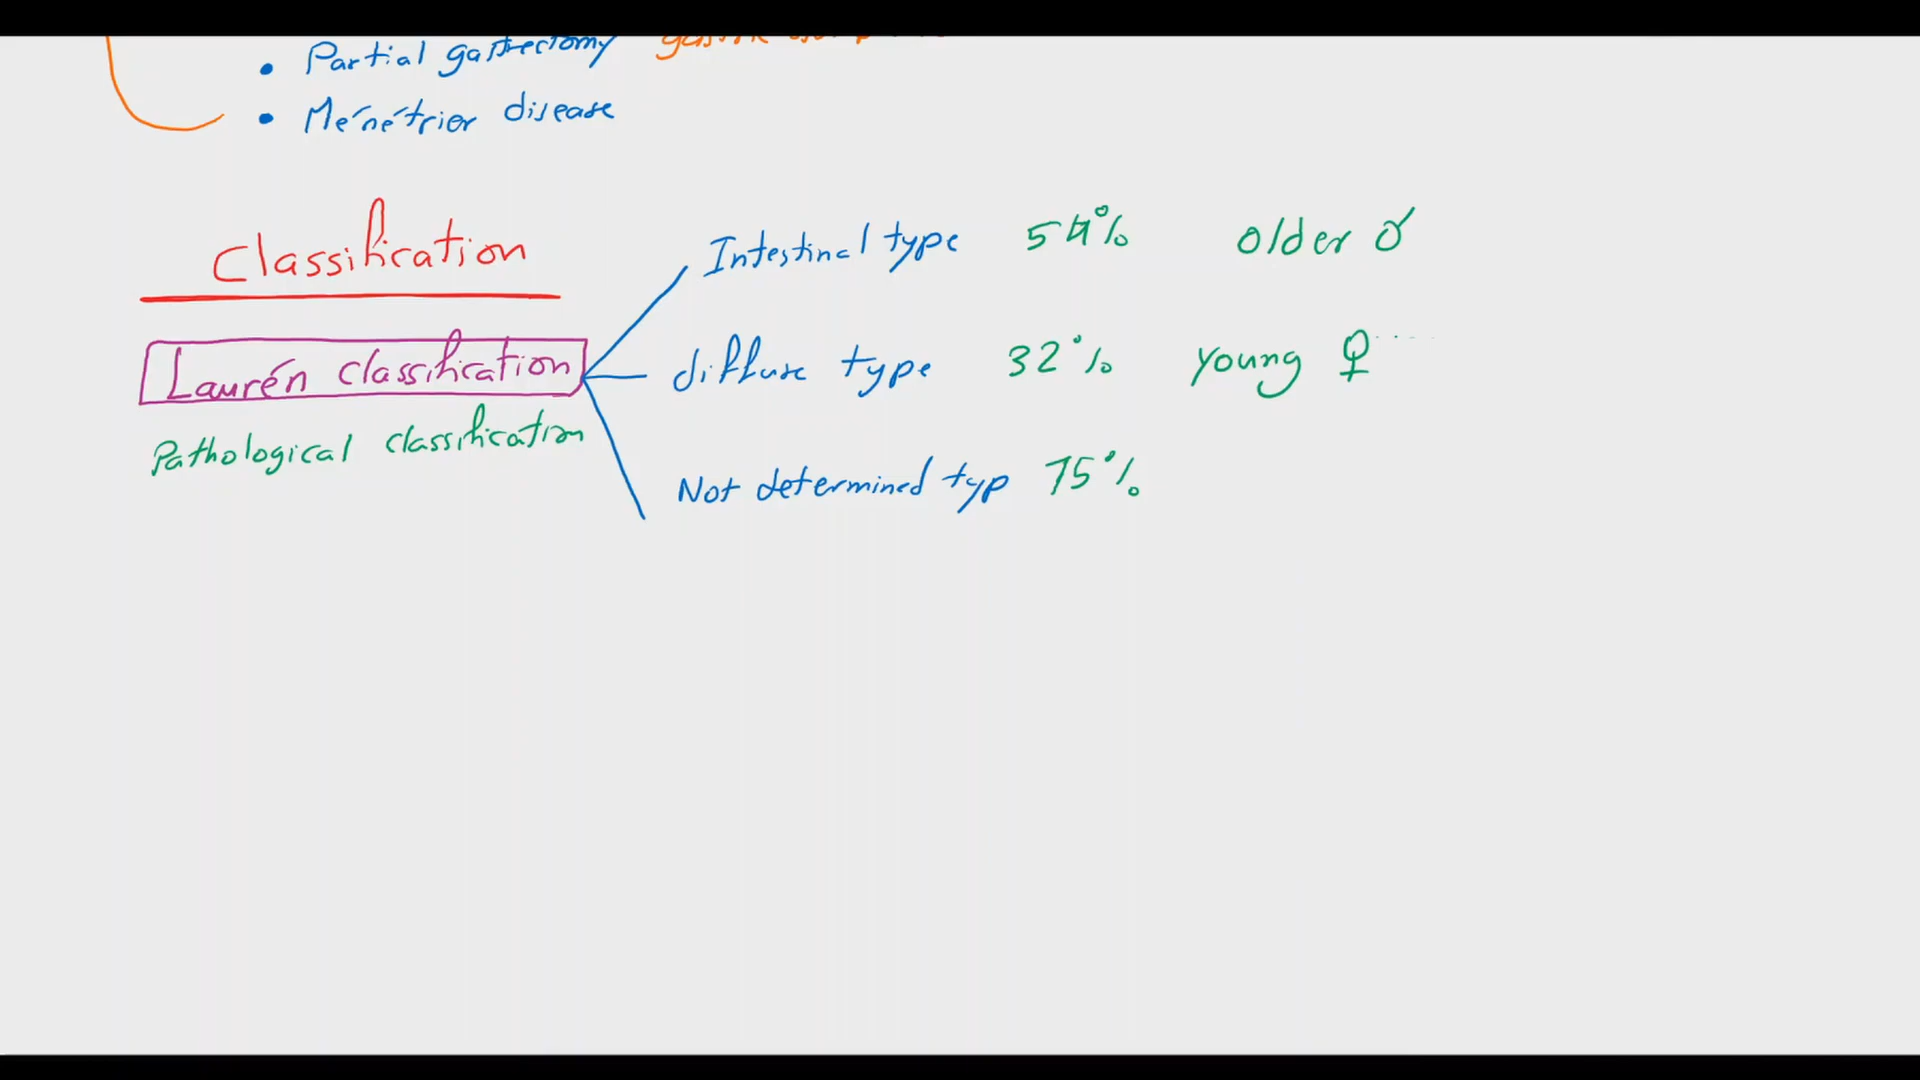 • Partial gastrectomy
• Ménétrier disease
Classification
Intestinal type 54% older ♂
Laurén classification
diffuse type 32% young ♀
Pathological classification
Not determined typ 75%